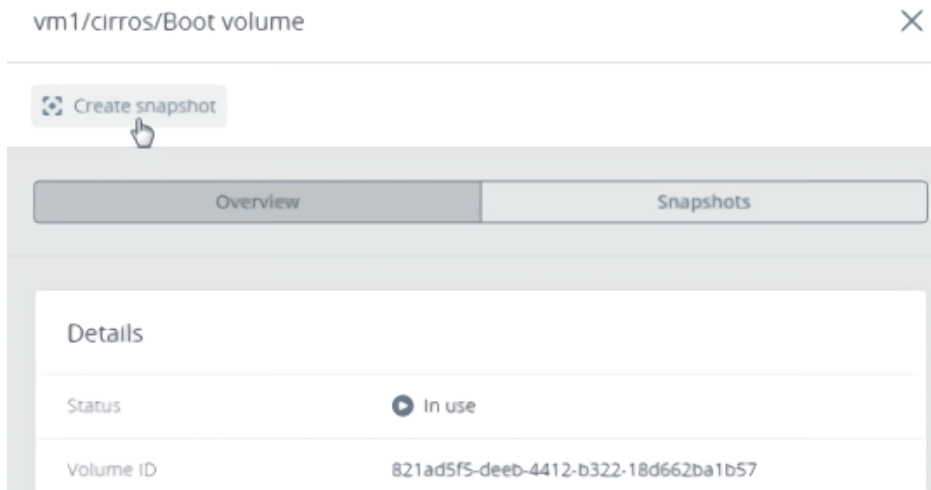 vm1/cirros/Boot volume
Create snapshot
Overview Snapshots
Details
Status In use
Volume ID 821ad5f5-deeb-4412-b322-18d662ba1b57